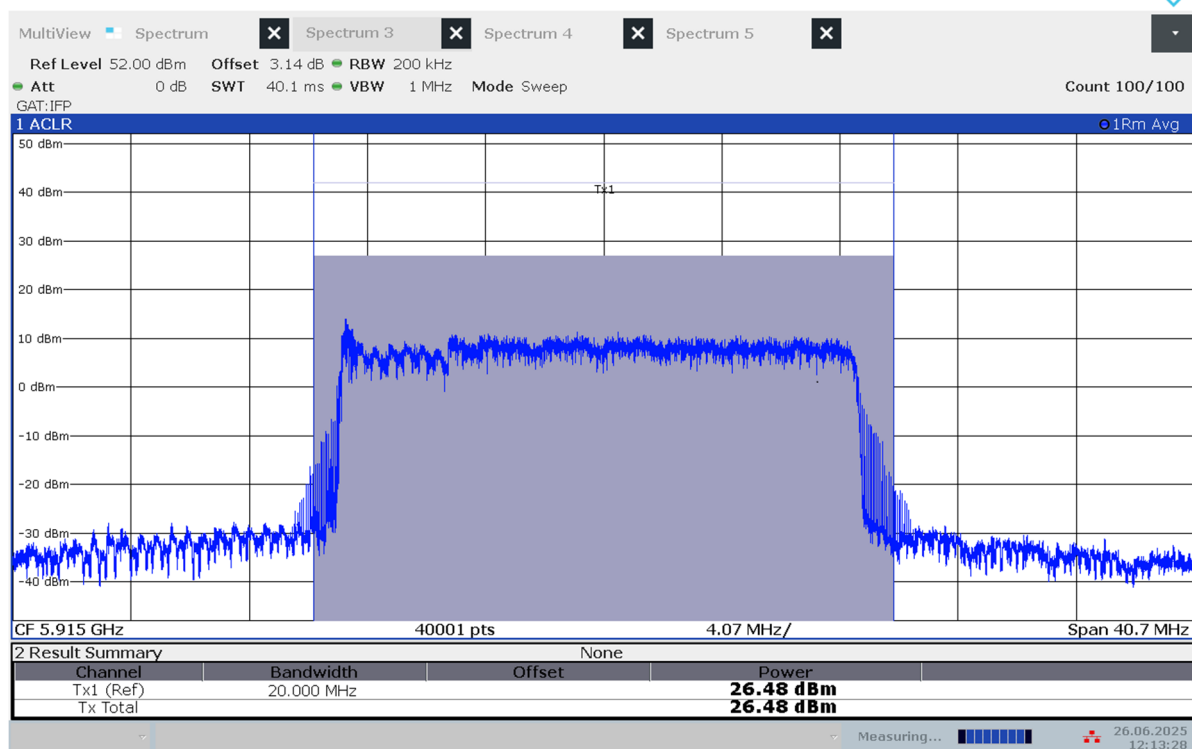 MultiView Spectrum Spectrum 3 Spectrum 4 Spectrum 5
Ref Level 52.00 dBm Offset 3.14 dB RBW 200 kHz
Att 0 dB SWT 40.1 ms VBW 1 MHz Mode Sweep Count 100/100
GAT:IFP
1 ACLR 1Rm Avg
50 dBm
Tx1
40 dBm
30 dBm
20 dBm
10 dBm
0 dBm
-10 dBm
-20 dBm
-30 dBm
-40 dBm
CF 5.915 GHz 40001 pts 4.07 MHz/ Span 40.7 MHz
2 Result Summary None
Channel Bandwidth Offset Power
Tx1 (Ref) 20.000 MHz 26.48 dBm
Tx Total 26.48 dBm
Measuring... 26.06.2025
12:13:28